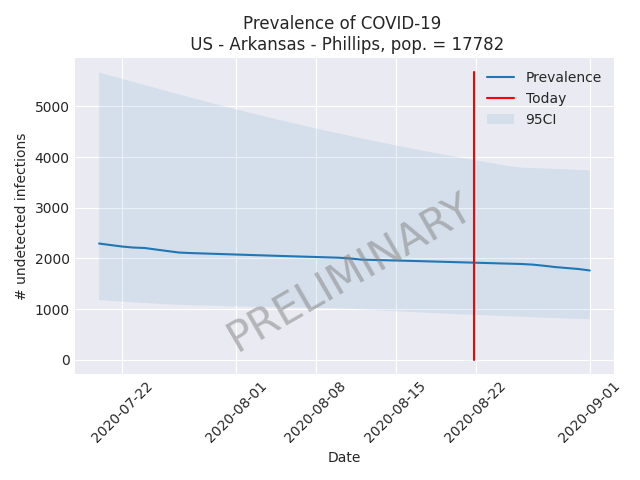 Prevalence of COVID-19
US - Arkansas - Phillips, pop. = 17782
Prevalence
Today
95CI
# undetected infections
5000
4000
3000
2000
1000
0
PRELIMINARY
2020-07-22
2020-08-01
2020-08-08
2020-08-15
2020-08-22
2020-09-01
Date